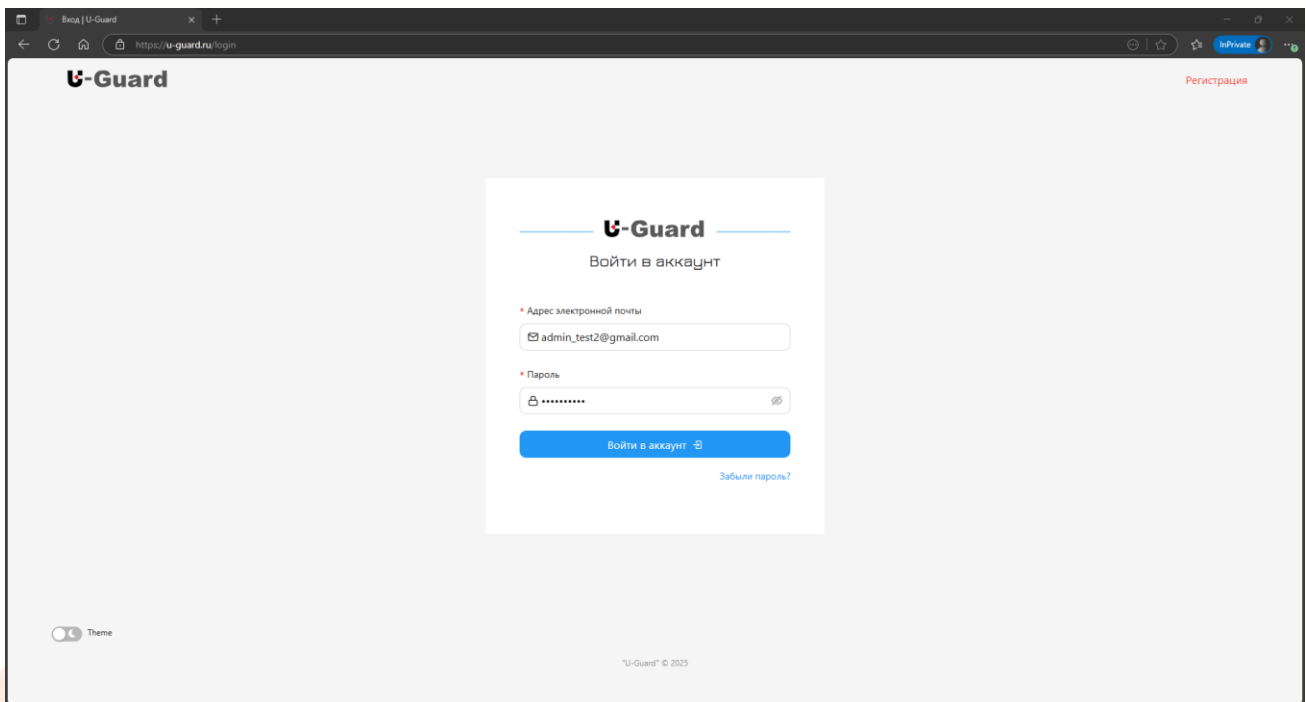 Вход | U-Guard
https://u-guard.ru/login
InPrivate
U-Guard
Регистрация
U-Guard
Войти в аккаунт
* Адрес электронной почты
admin_test2@gmail.com
* Пароль
••••••••••
Войти в аккаунт
Забыли пароль?
Theme
"U-Guard" © 2025